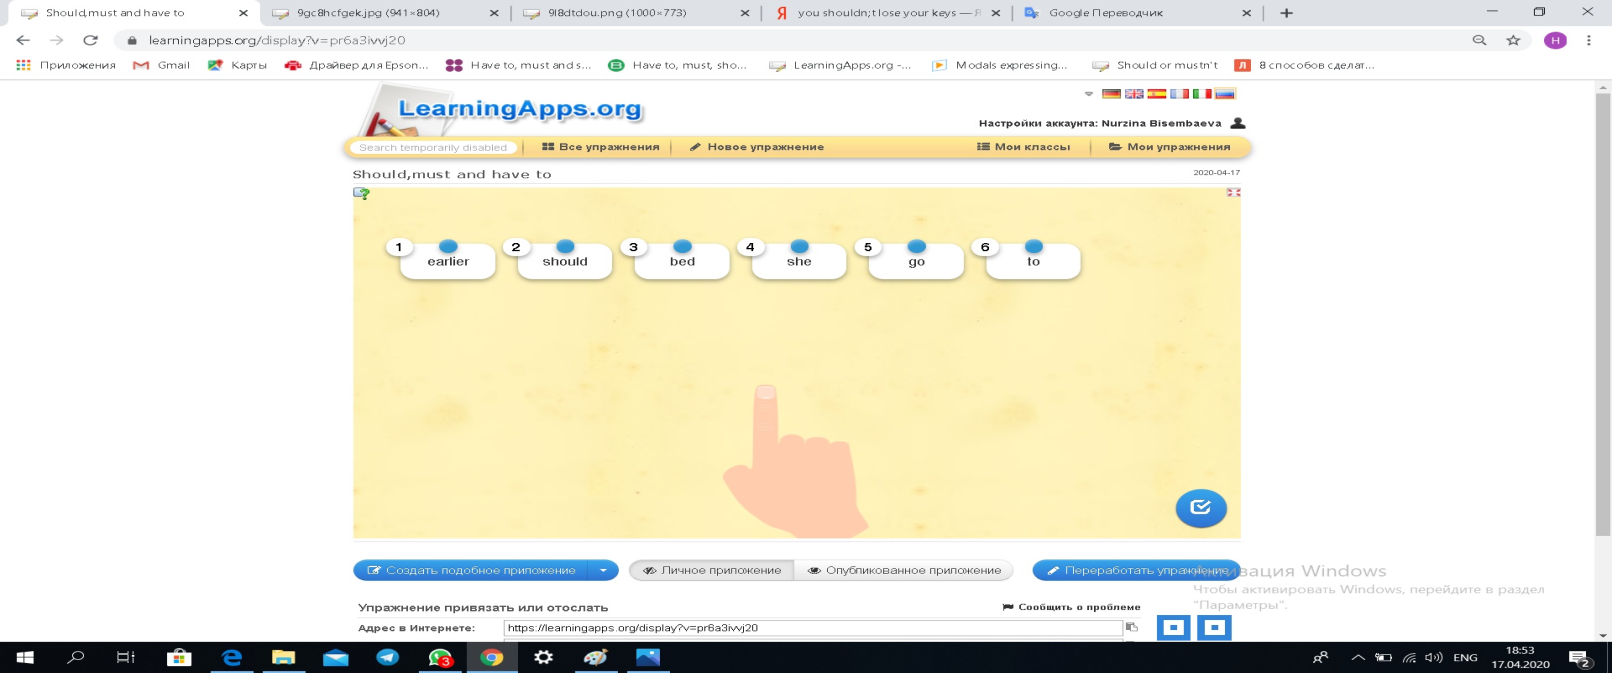 Should,must and have to
9gc8hcfgek.jpg (941×804)
9l8dtdou.png (1000×773)
Я you shouldn;t lose your keys — Я
Google Переводчик
learningapps.org/display?v=pr6a3ivvj20
H
Приложения Gmail Карты Драйвер для Epson... Have to, must and s... Have to, must, sho... LearningApps.org -... Modals expressing... Should or mustn't 8 способов сделат...
LearningApps.org
Настройки аккаунта: Nurzina Bisembaeva
Search temporarily disabled Все упражнения Новое упражнение Мои классы Мои упражнения
Should,must and have to 2020-04-17
1 earlier
2 should
3 bed
4 she
5 go
6 to
Создать подобное приложение Личное приложение Опубликованное приложение Переработать упражнение
Активация Windows
Чтобы активировать Windows, перейдите в раздел
"Параметры".
Упражнение привязать или отослать Сообщить о проблеме
Адрес в Интернете: https://learningapps.org/display?v=pr6a3ivvj20
3
ENG
18:53
17.04.2020
2